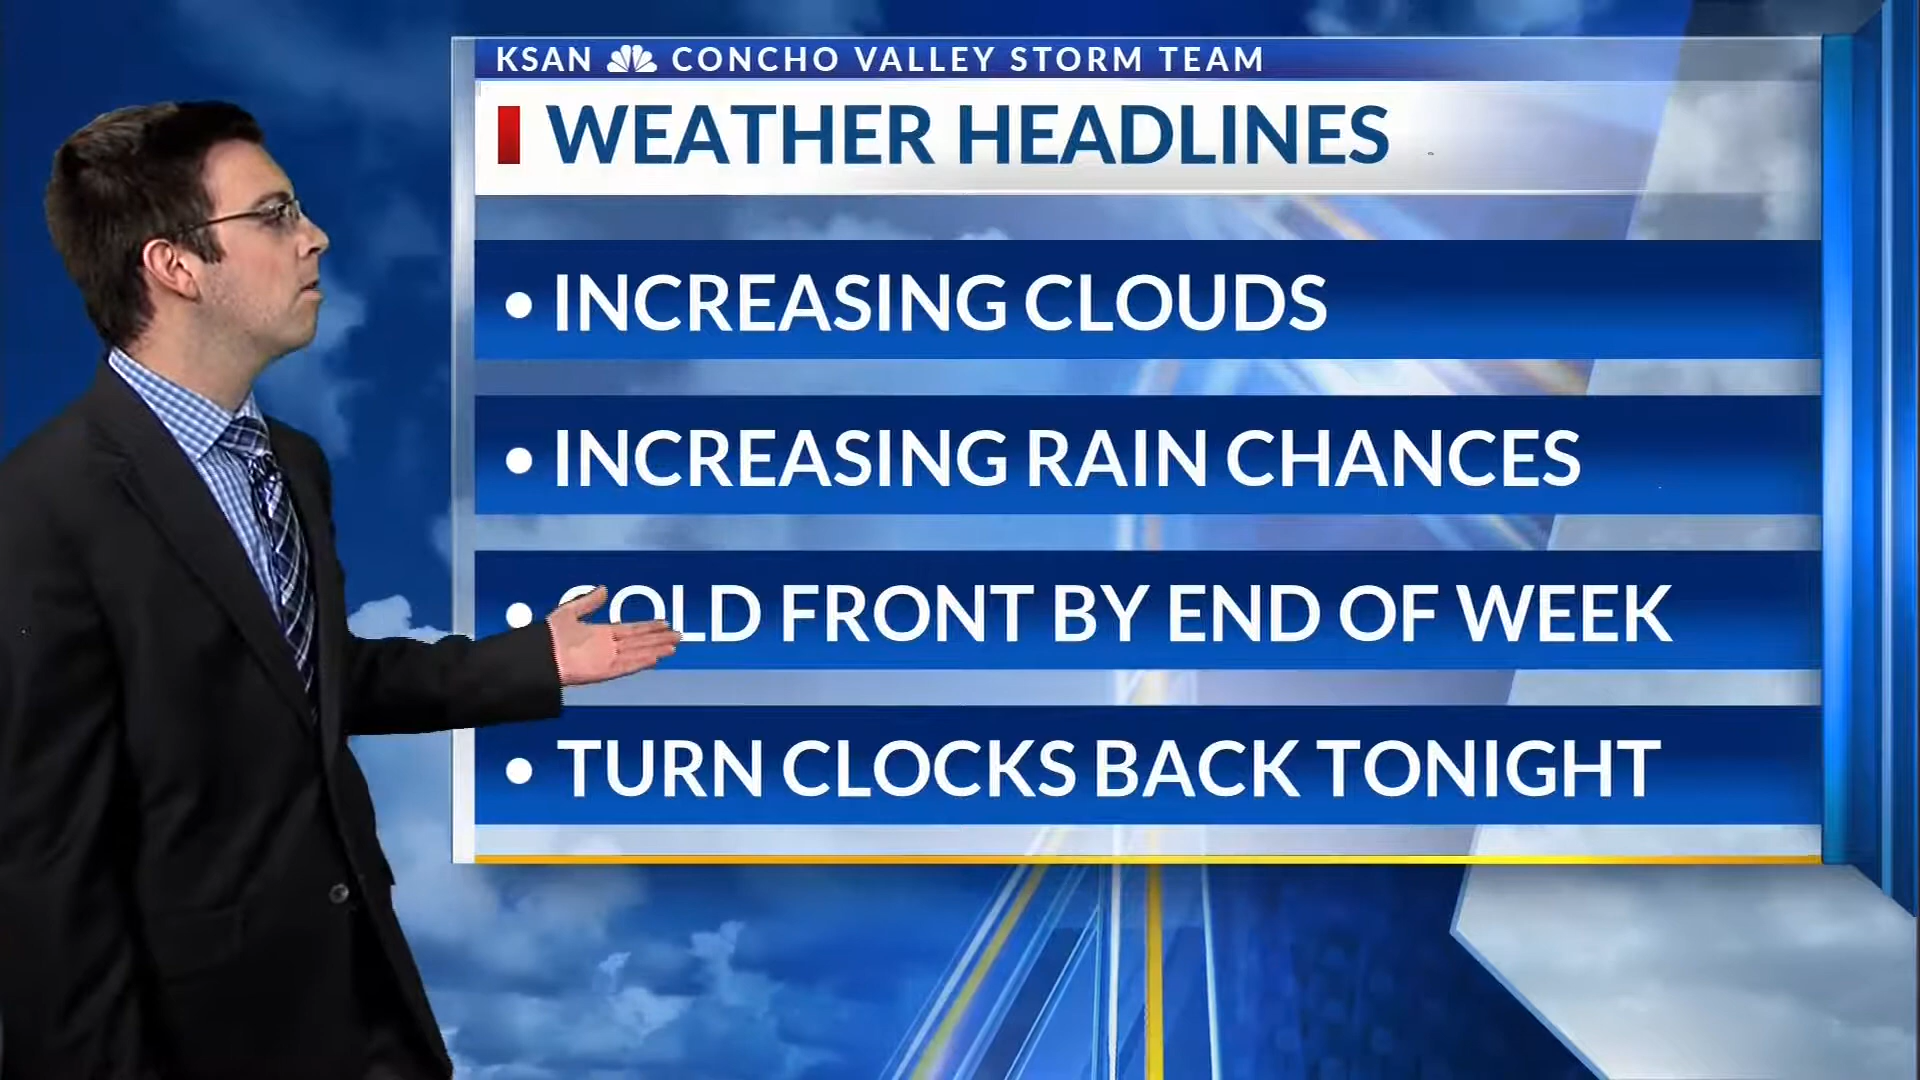 KSAN CONCHO VALLEY STORM TEAM
WEATHER HEADLINES
• INCREASING CLOUDS
• INCREASING RAIN CHANCES
• COLD FRONT BY END OF WEEK
• TURN CLOCKS BACK TONIGHT